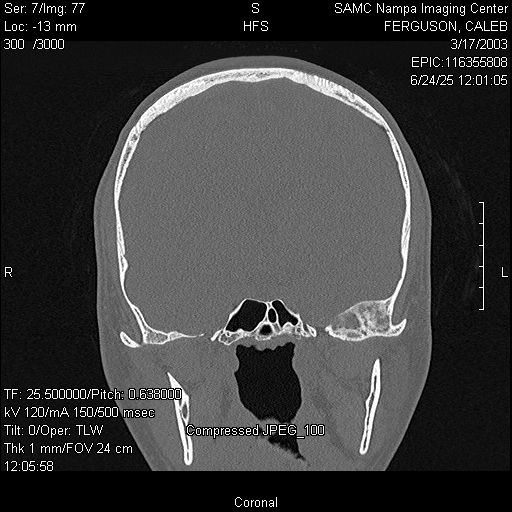 Ser: 7/Img: 77
Loc: -13 mm
300 /3000
S
HFS
SAMC Nampa Imaging Center
FERGUSON, CALEB
3/17/2003
EPIC:116355808
6/24/25 12:01:05
R
L
TF: 25.500000/Pitch: 0.638000
kV 120/mA 150/500 msec
Tilt: 0/Oper: TLW
Thk 1 mm/FOV 24 cm
12:05:58
Compressed JPEG_100
Coronal